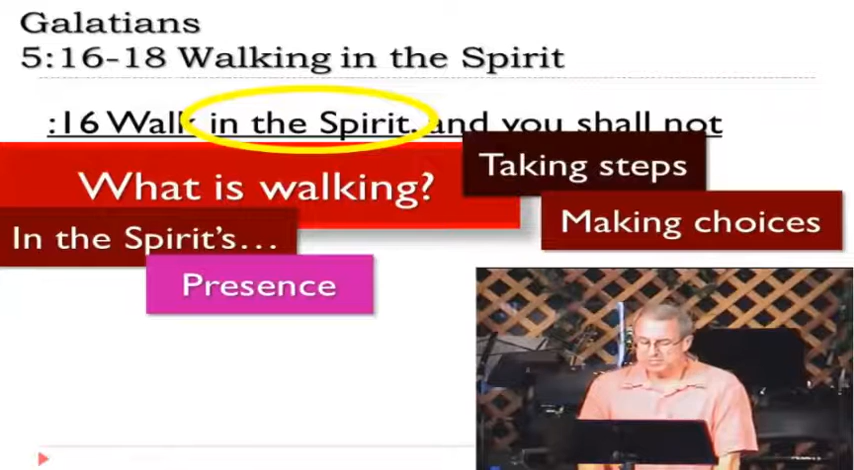 Galatians
5:16-18 Walking in the Spirit
:16 Walk in the Spirit, and you shall not
What is walking?
Taking steps
Making choices
In the Spirit's...
Presence